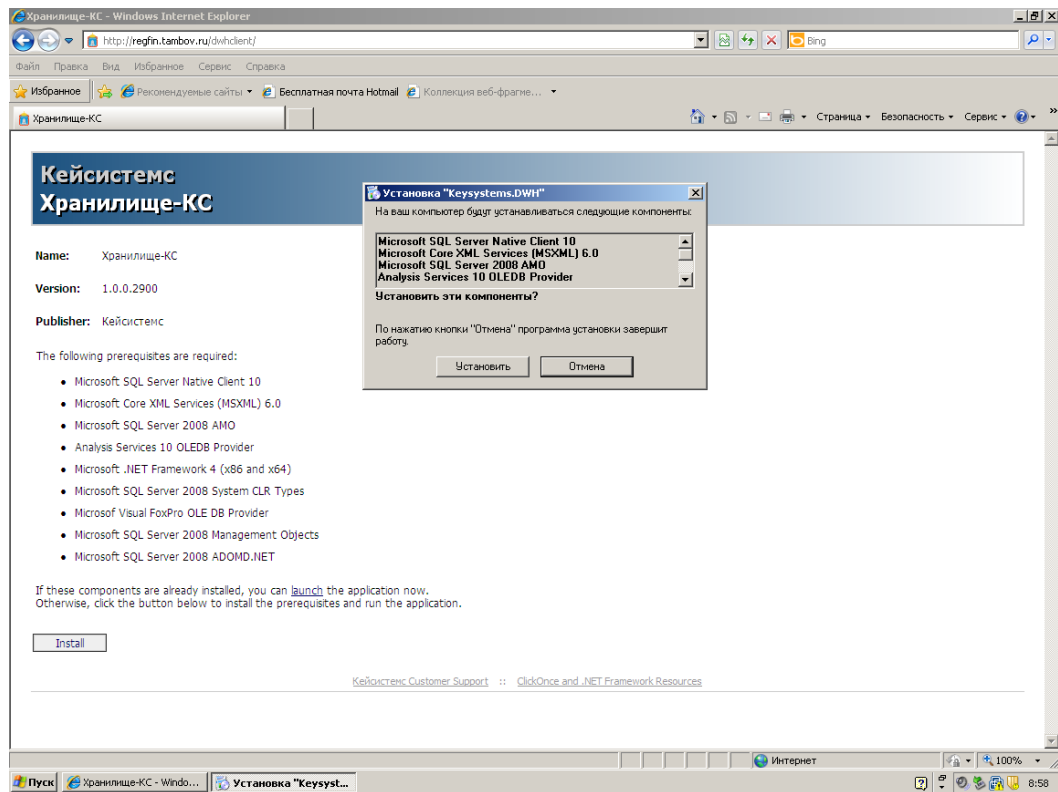 Хранилище-КС - Windows Internet Explorer
http://regfin.tambov.ru/dwhclient/
Bing
Файл Правка Вид Избранное Сервис Справка
Избранное Рекомендуемые сайты Бесплатная почта Hotmail Коллекция веб-фрагме...
Хранилище-КС
Страница Безопасность Сервис »
Кейсистемс
Хранилище-КС
Установка "Keysystems.DWH"
На ваш компьютер будут устанавливаться следующие компоненты:
Microsoft SQL Server Native Client 10
Microsoft Core XML Services (MSXML) 6.0
Microsoft SQL Server 2008 AMO
Analysis Services 10 OLEDB Provider
Установить эти компоненты?
По нажатию кнопки "Отмена" программа установки завершит
работу.
Установить Отмена
Name: Хранилище-КС
Version: 1.0.0.2900
Publisher: Кейсистемс
The following prerequisites are required:
• Microsoft SQL Server Native Client 10
• Microsoft Core XML Services (MSXML) 6.0
• Microsoft SQL Server 2008 AMO
• Analysis Services 10 OLEDB Provider
• Microsoft .NET Framework 4 (x86 and x64)
• Microsoft SQL Server 2008 System CLR Types
• Microsof Visual FoxPro OLE DB Provider
• Microsoft SQL Server 2008 Management Objects
• Microsoft SQL Server 2008 ADOMD.NET
If these components are already installed, you can launch the application now.
Otherwise, click the button below to install the prerequisites and run the application.
Install
Кейсистемс Customer Support :: ClickOnce and .NET Framework Resources
Интернет 100%
Пуск Хранилище-КС - Windo... Установка "Keysyst... 8:58